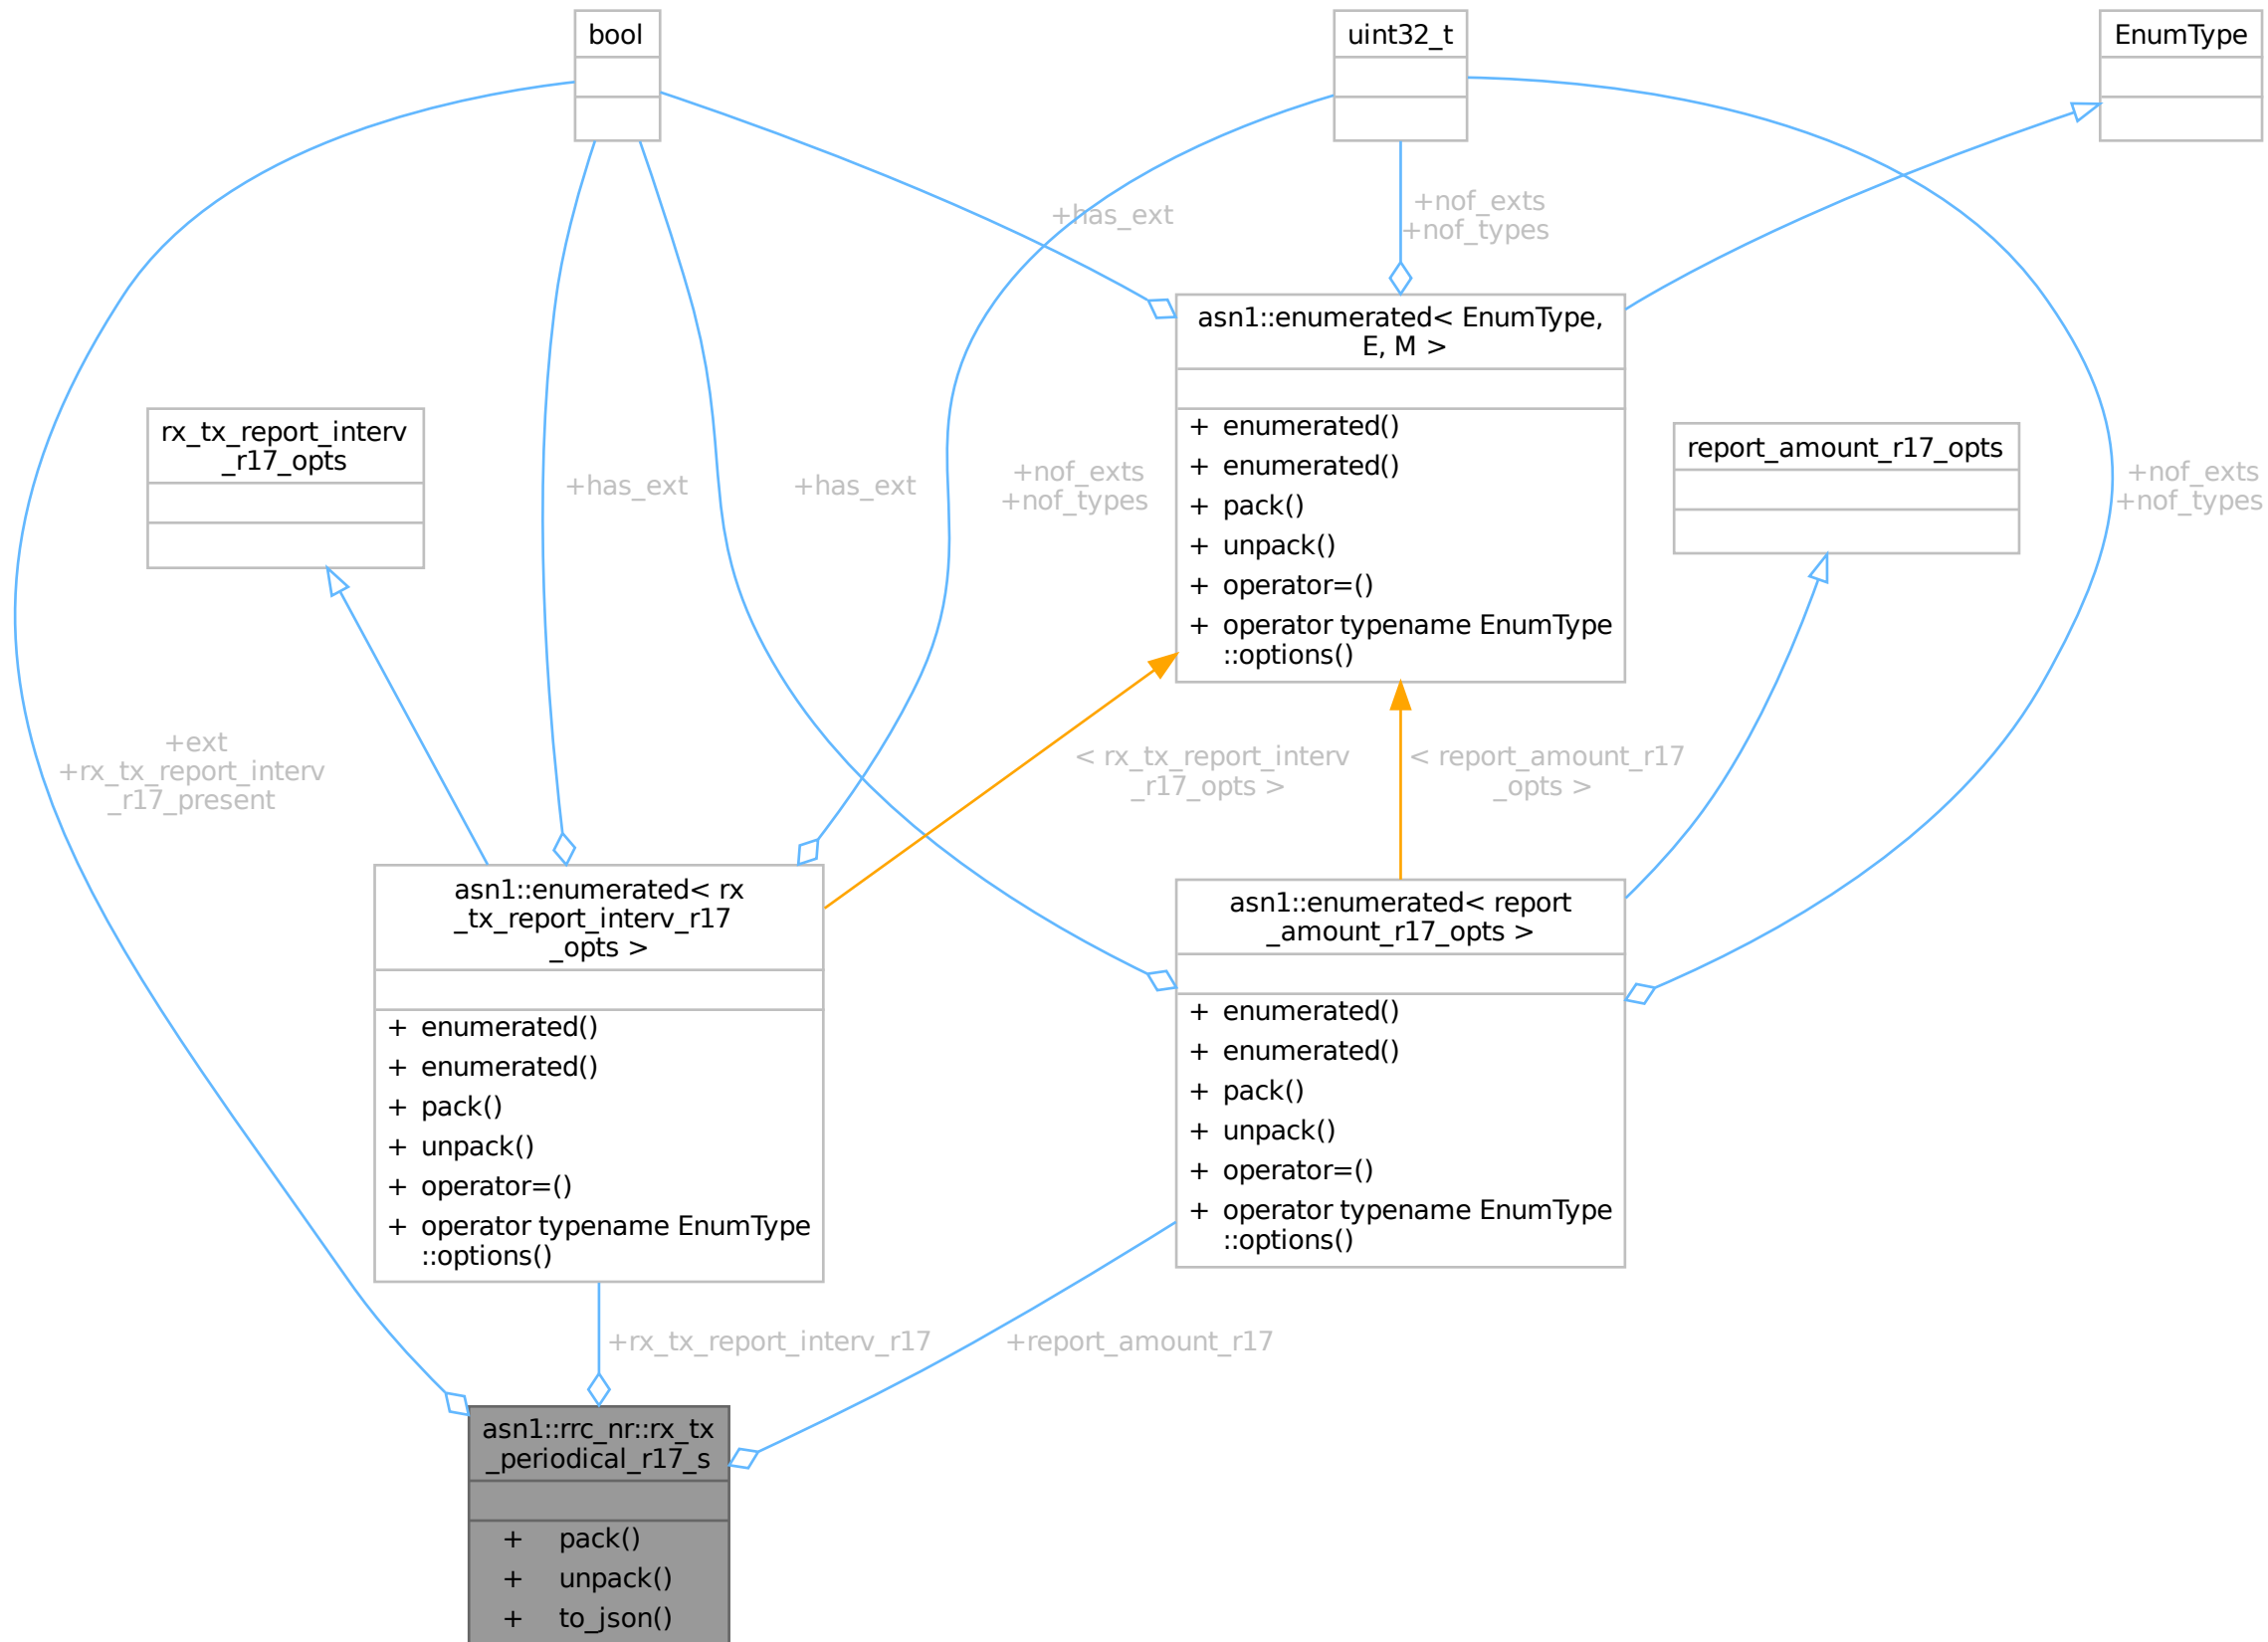 bool
uint32_t
EnumType
+has_ext
+nof_exts
+nof_types
asn1::enumerated< EnumType,
E, M >
+ enumerated()
+ enumerated()
+ pack()
+ unpack()
+ operator=()
+ operator typename EnumType
::options()
rx_tx_report_interv
_r17_opts
report_amount_r17_opts
+has_ext
+has_ext
+nof_exts
+nof_types
+nof_exts
+nof_types
+ext
+rx_tx_report_interv
_r17_present
< rx_tx_report_interv
_r17_opts >
< report_amount_r17
_opts >
asn1::enumerated< rx
_tx_report_interv_r17
_opts >
+ enumerated()
+ enumerated()
+ pack()
+ unpack()
+ operator=()
+ operator typename EnumType
::options()
asn1::enumerated< report
_amount_r17_opts >
+ enumerated()
+ enumerated()
+ pack()
+ unpack()
+ operator=()
+ operator typename EnumType
::options()
+rx_tx_report_interv_r17
+report_amount_r17
asn1::rrc_nr::rx_tx
_periodical_r17_s
+ pack()
+ unpack()
+ to_json()